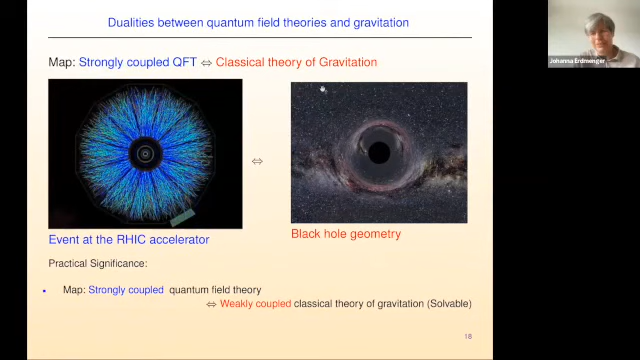 Dualities between quantum field theories and gravitation
Johanna Erdmenger
Map: Strongly coupled QFT ⇔ Classical theory of Gravitation
⇔
Event at the RHIC accelerator
Black hole geometry
Practical Significance:
• Map: Strongly coupled quantum field theory
⇔ Weakly coupled classical theory of gravitation (Solvable)
18